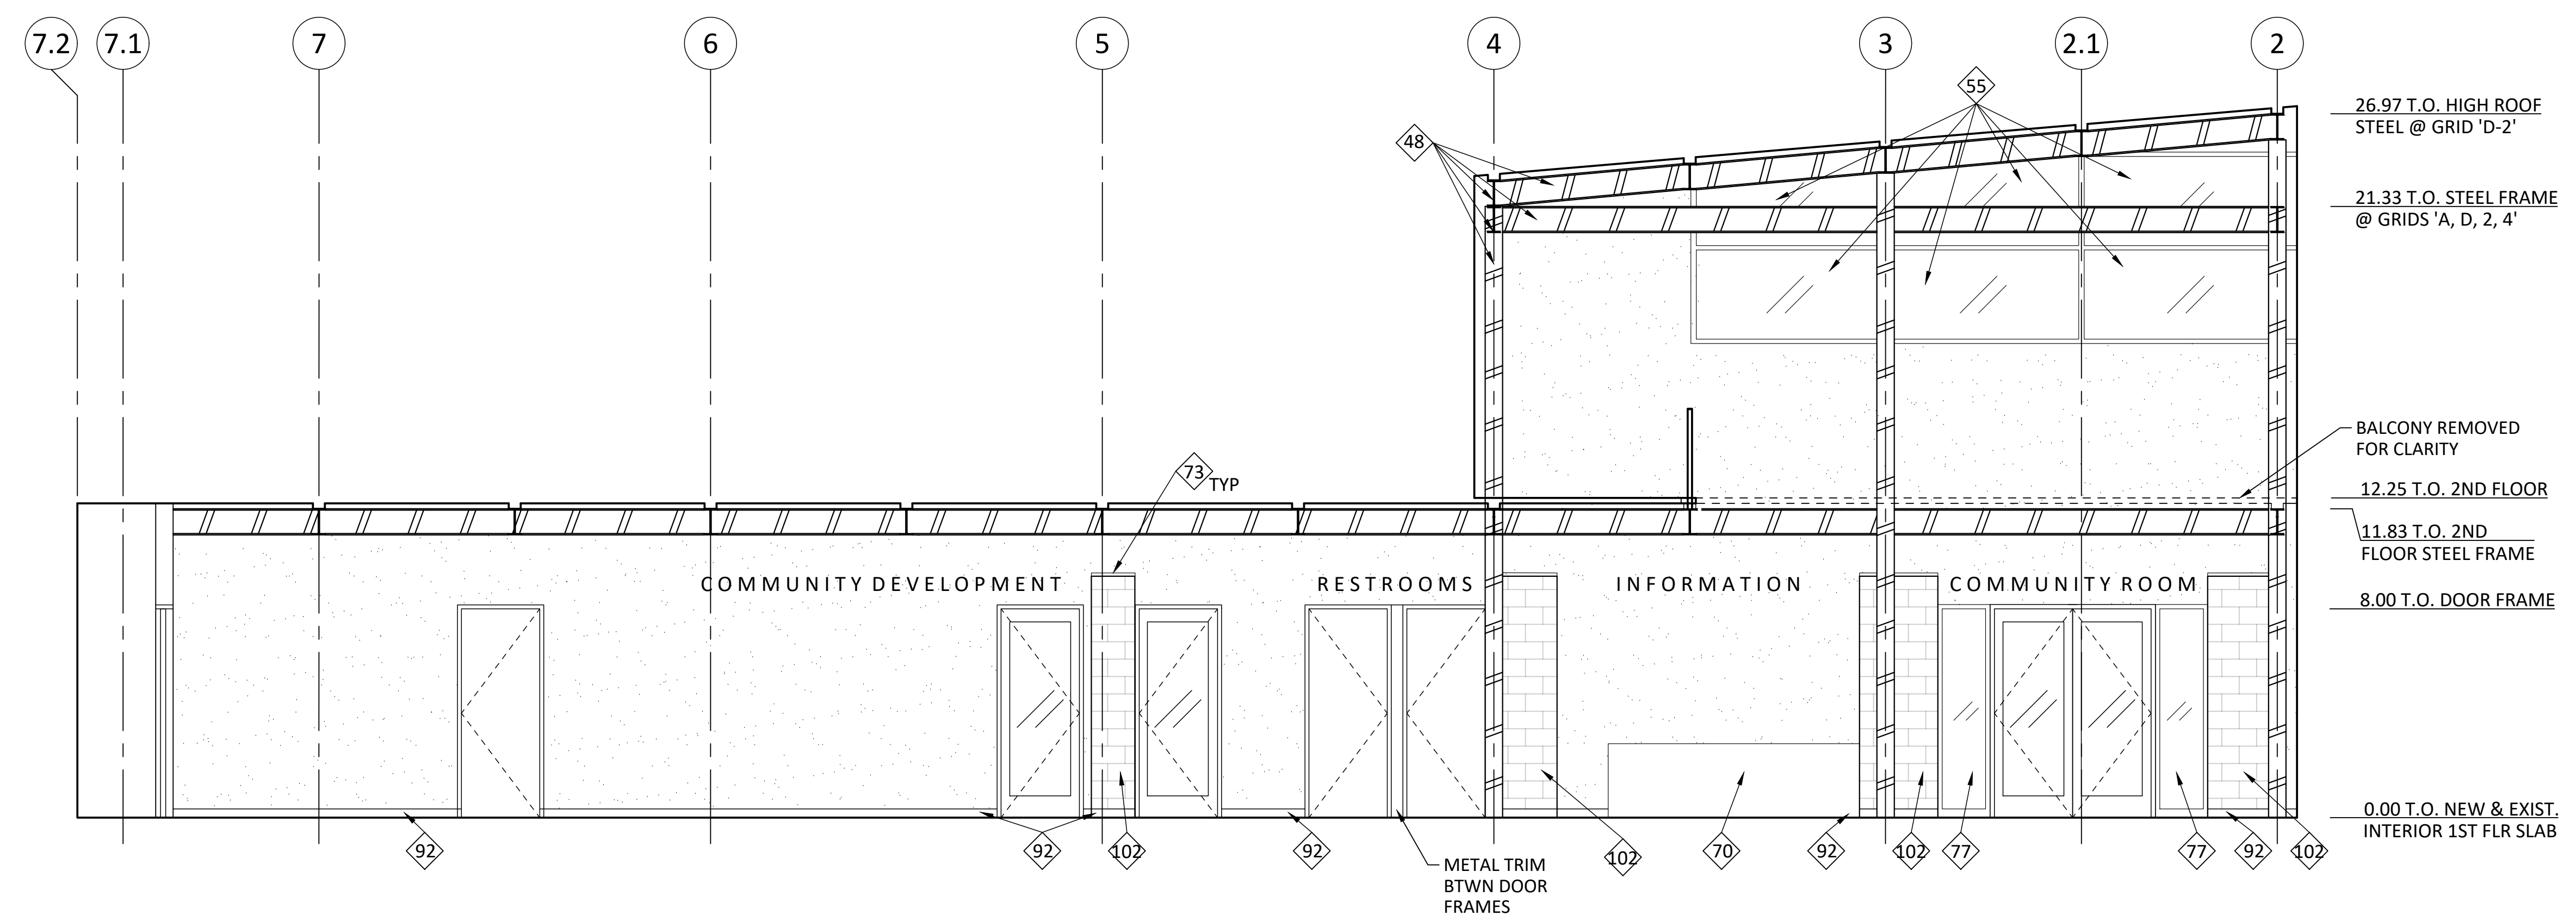 7.2
7.1
7
6
5
4
3
2.1
2
55
48
26.97 T.O. HIGH ROOF
STEEL @ GRID 'D-2'
21.33 T.O. STEEL FRAME
@ GRIDS 'A, D, 2, 4'
BALCONY REMOVED
FOR CLARITY
73
TYP
12.25 T.O. 2ND FLOOR
11.83 T.O. 2ND
FLOOR STEEL FRAME
COMMUNITY DEVELOPMENT
RESTROOMS
INFORMATION
COMMUNITY ROOM
8.00 T.O. DOOR FRAME
0.00 T.O. NEW & EXIST.
INTERIOR 1ST FLR SLAB
92
92
102
92
102
70
92
102
77
77
92
102
METAL TRIM
BTWN DOOR
FRAMES